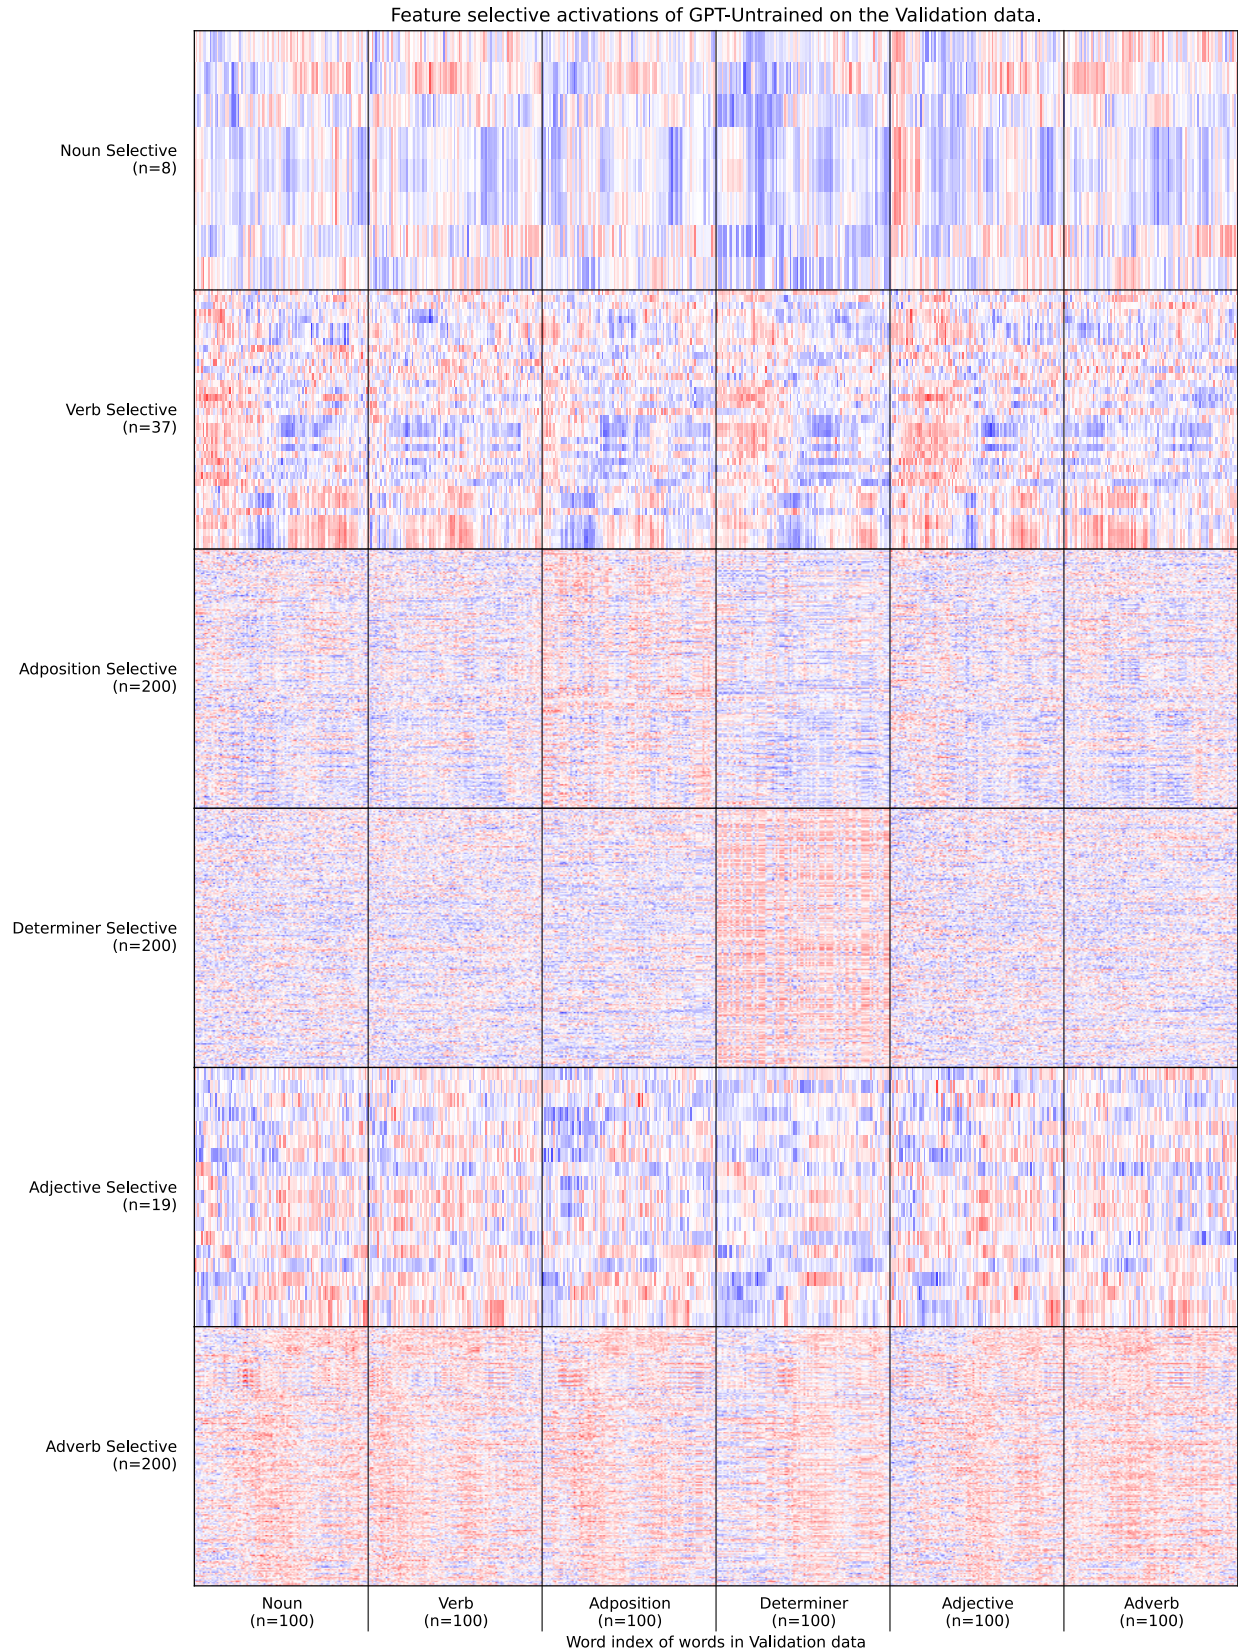 Feature selective activations of GPT-Untrained on the Validation data.
Noun Selective
(n=8)
Verb Selective
(n=37)
Adposition Selective
(n=200)
Determiner Selective
(n=200)
Adjective Selective
(n=19)
Adverb Selective
(n=200)
Noun
(n=100)
Verb
(n=100)
Adposition
(n=100)
Determiner
(n=100)
Adjective
(n=100)
Adverb
(n=100)
Word index of words in Validation data